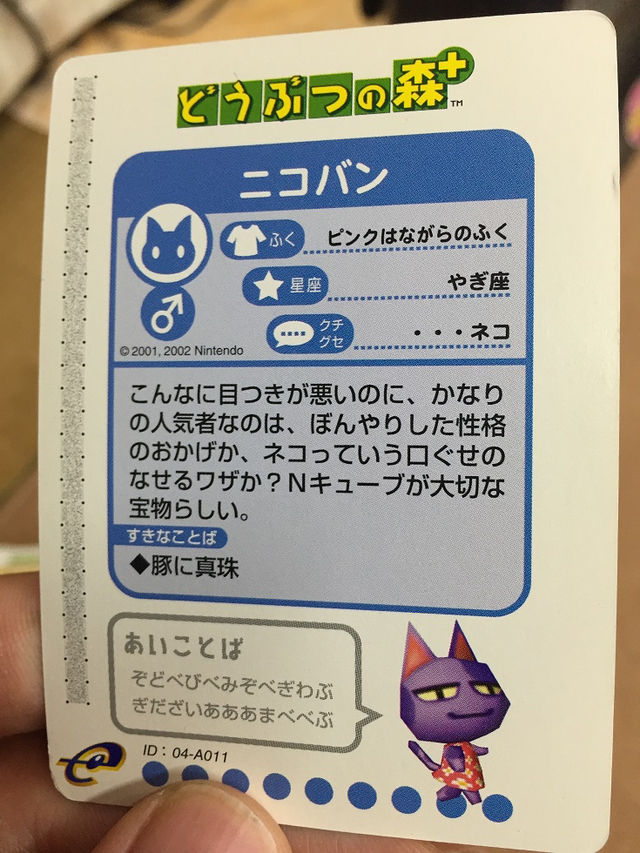 どうぶつの森+™
ニコバン
ふく ピンクはながらのふく
星座 やぎ座
クチグセ ・・・ネコ
© 2001, 2002 Nintendo
こんなに目つきが悪いのに、かなり
の人気者なのは、ぼんやりした性格
のおかげか、ネコっていう口ぐせの
なせるワザか？Nキューブが大切な
宝物らしい。
すきなことば
◆豚に真珠
あいことば
ぞどべびべみぞべぎわぶ
ぎだざいあああまべべぶ
e
ID：04-A011